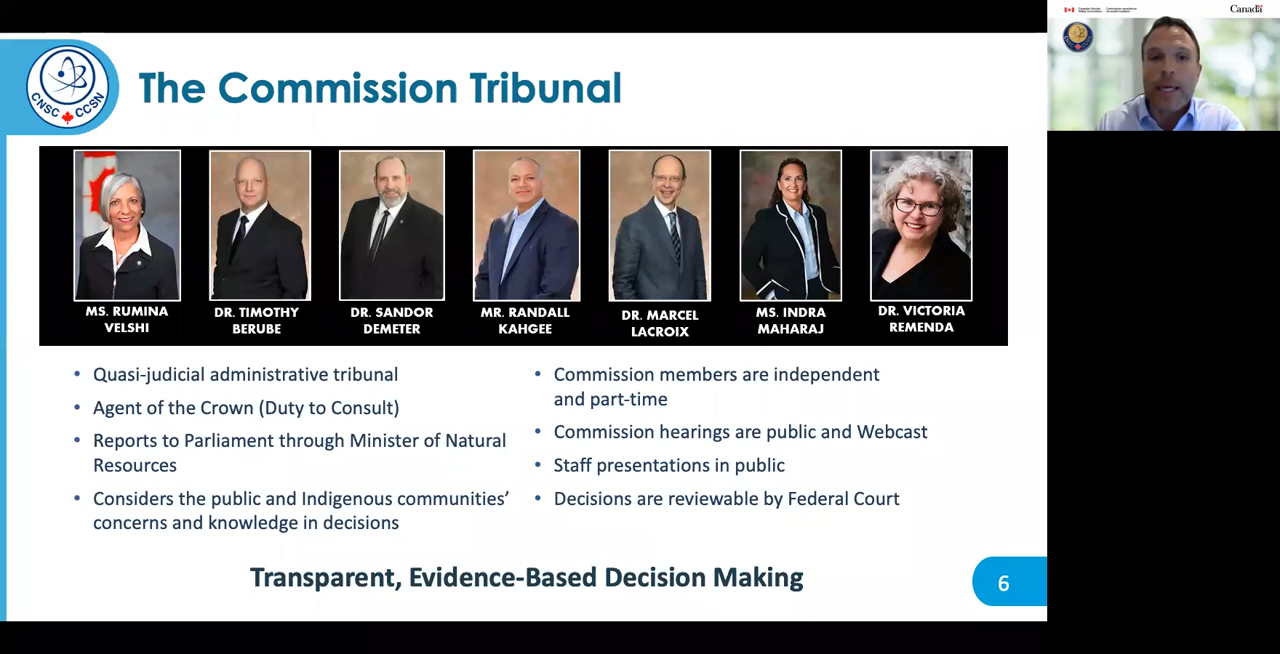 Canada
CNSC CCSN
The Commission Tribunal
MS. RUMINA
VELSHI
DR. TIMOTHY
BERUBE
DR. SANDOR
DEMETER
MR. RANDALL
KAHGEE
DR. MARCEL
LACROIX
MS. INDRA
MAHARAJ
DR. VICTORIA
REMENDA
• Quasi-judicial administrative tribunal
• Agent of the Crown (Duty to Consult)
• Reports to Parliament through Minister of Natural
Resources
• Considers the public and Indigenous communities’
concerns and knowledge in decisions
• Commission members are independent
and part-time
• Commission hearings are public and Webcast
• Staff presentations in public
• Decisions are reviewable by Federal Court
Transparent, Evidence-Based Decision Making
6